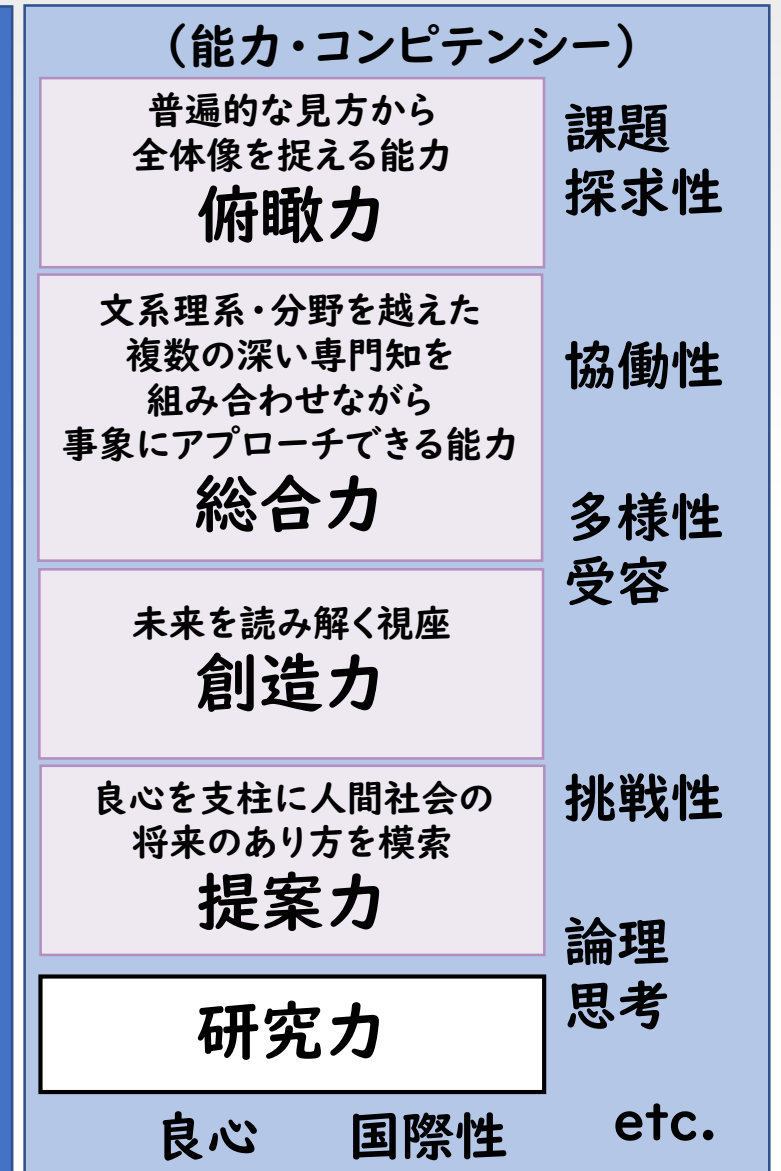 （能力・コンピテンシー）
普遍的な見方から
全体像を捉える能力
俯瞰力
文系理系・分野を越えた
複数の深い専門知を
組み合わせながら
事象にアプローチできる能力
総合力
未来を読み解く視座
創造力
良心を支柱に人間社会の
将来のあり方を模索
提案力
研究力
課題
探求性
協働性
多様性
受容
挑戦性
論理
思考
良心 国際性 etc.